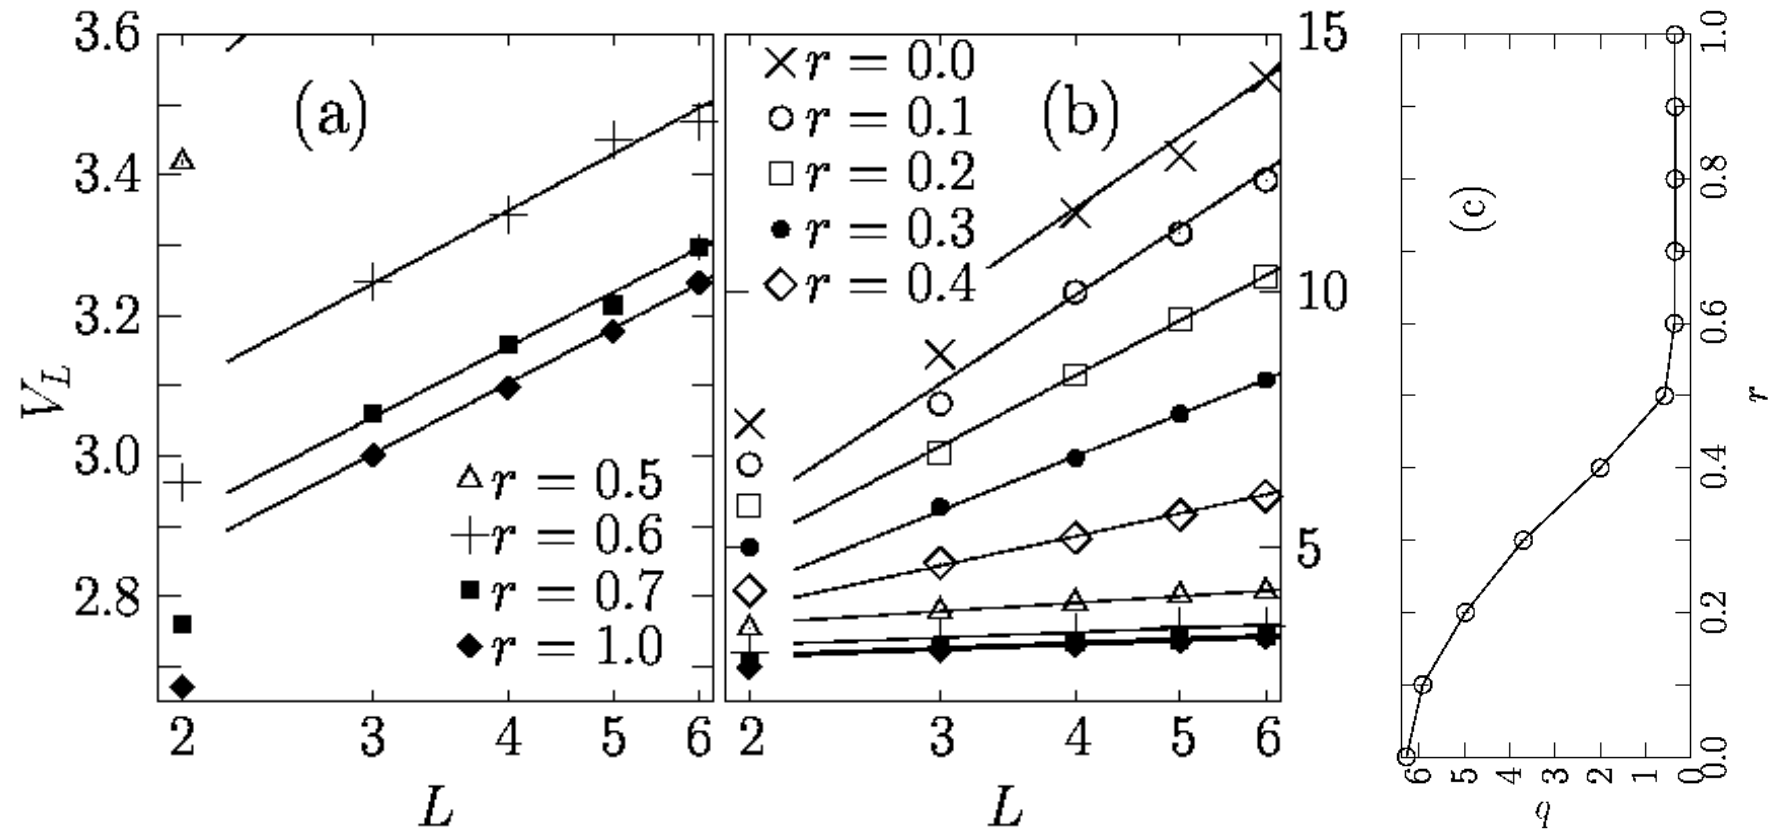 3.6
3.4
3.2
3.0
2.8
V_L
(a)
△ r = 0.5
+ r = 0.6
■ r = 0.7
◆ r = 1.0
2 3 4 5 6
L
× r = 0.0
○ r = 0.1
□ r = 0.2
● r = 0.3
◇ r = 0.4
(b)
15
10
5
2 3 4 5 6
L
(c)
1.0
0.8
0.6
0.4
0.2
0.0
r
6 5 4 3 2 1 0
q